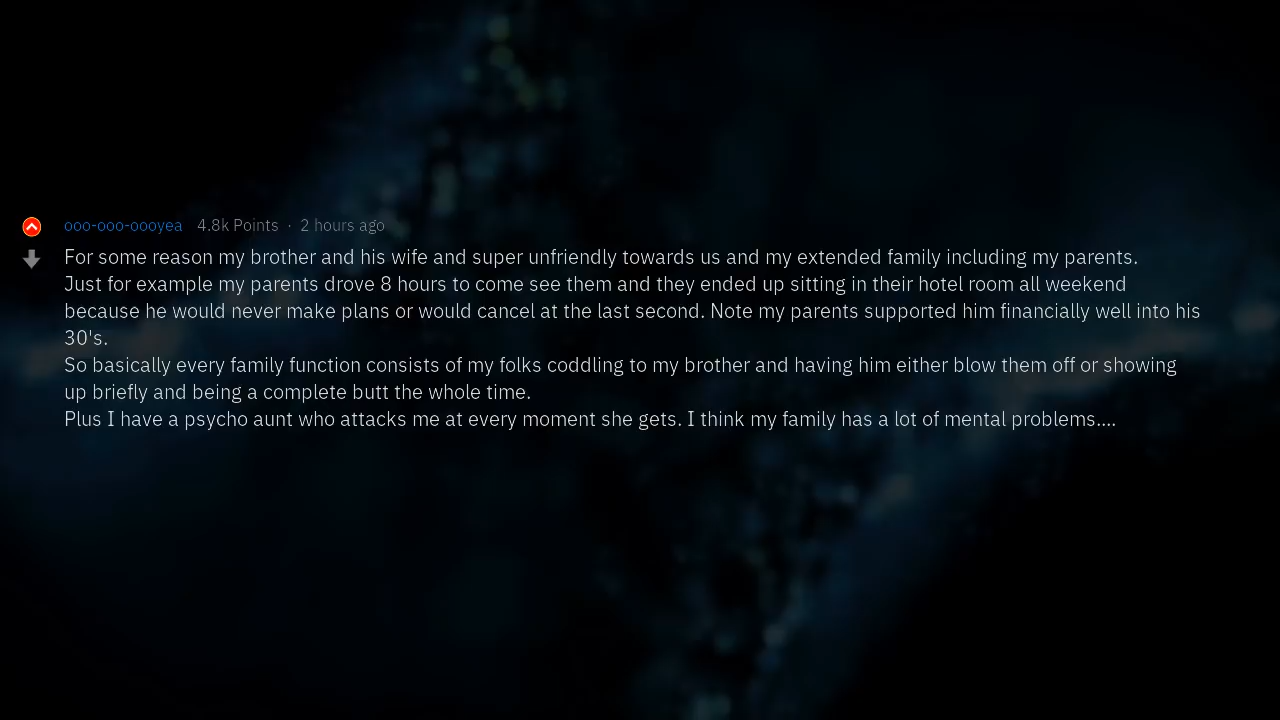 ooo-ooo-oooyea 4.8k Points · 2 hours ago
For some reason my brother and his wife and super unfriendly towards us and my extended family including my parents.
Just for example my parents drove 8 hours to come see them and they ended up sitting in their hotel room all weekend
because he would never make plans or would cancel at the last second. Note my parents supported him financially well into his
30's.
So basically every family function consists of my folks coddling to my brother and having him either blow them off or showing
up briefly and being a complete butt the whole time.
Plus I have a psycho aunt who attacks me at every moment she gets. I think my family has a lot of mental problems....